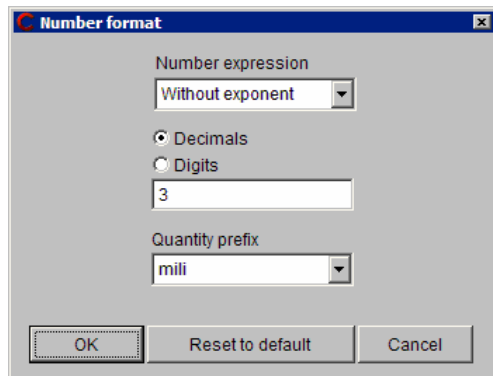 Number format
Number expression
Without exponent
Decimals
Digits
3
Quantity prefix
mili
OK Reset to default Cancel